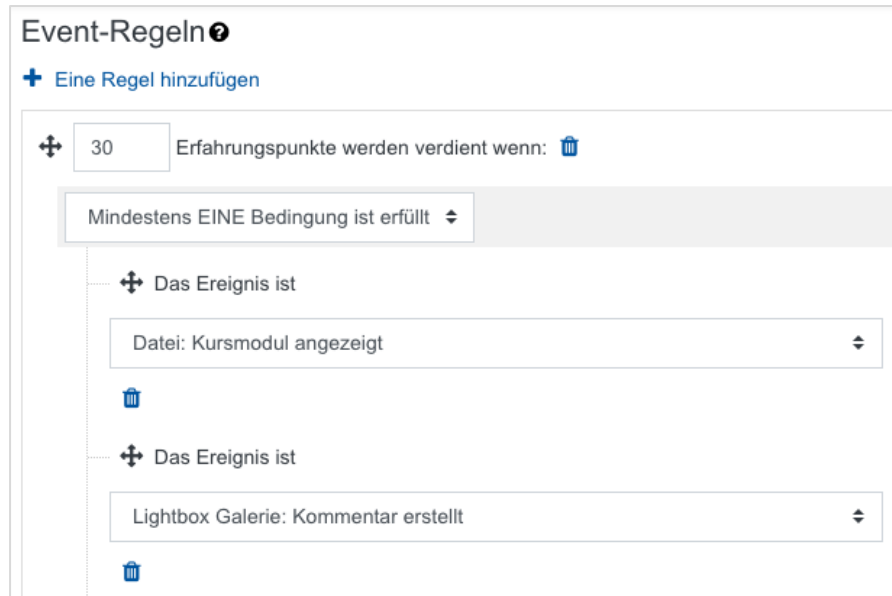 Event-Regeln
Eine Regel hinzufügen
30 Erfahrungspunkte werden verdient wenn:
Mindestens EINE Bedingung ist erfüllt
Das Ereignis ist
Datei: Kursmodul angezeigt
Das Ereignis ist
Lightbox Galerie: Kommentar erstellt